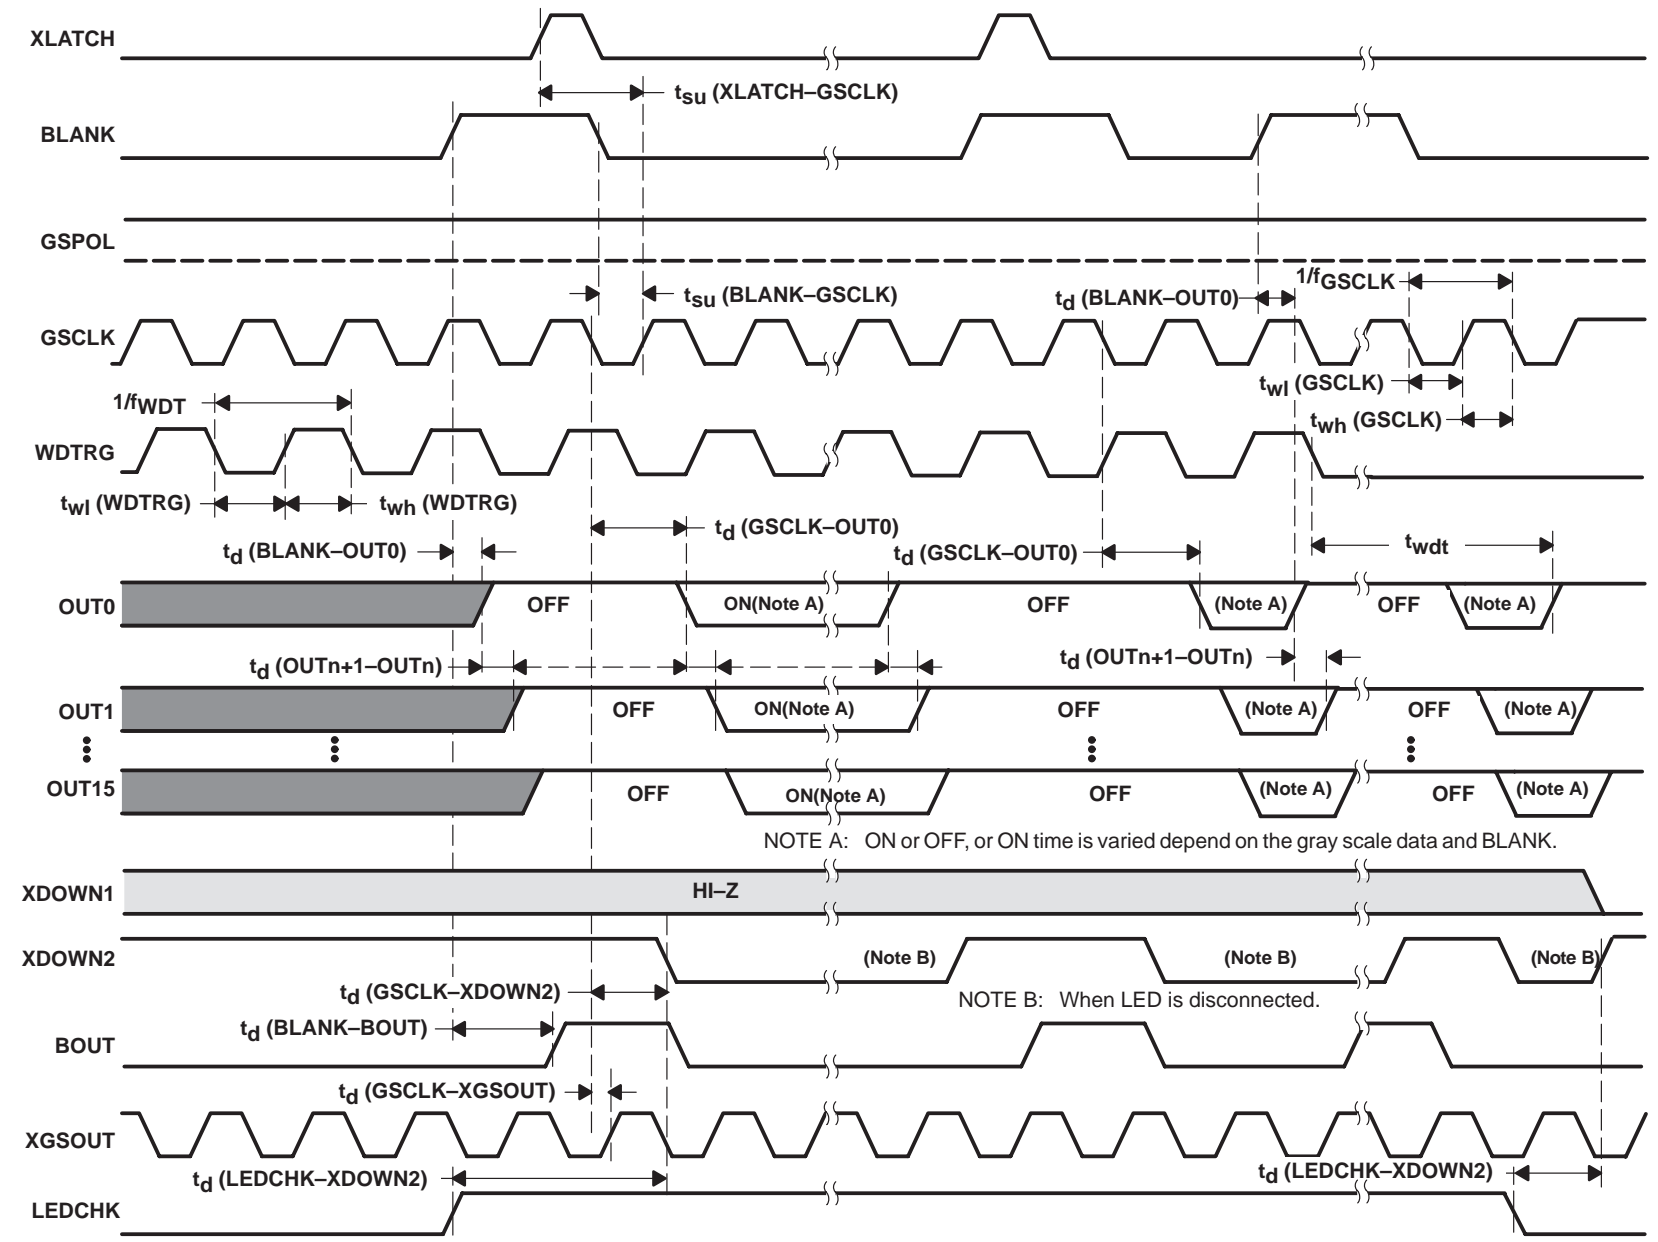 XLATCH
tsu (XLATCH–GSCLK)
BLANK
GSPOL
1/fGSCLK
tsu (BLANK–GSCLK)
td (BLANK–OUT0)
GSCLK
twl (GSCLK)
1/fWDT
twh (GSCLK)
WDTRG
twl (WDTRG)
twh (WDTRG)
td (GSCLK–OUT0)
td (BLANK–OUT0)
td (GSCLK–OUT0)
twdt
OUT0
OFF
ON(Note A)
OFF
(Note A)
OFF
(Note A)
td (OUTn+1–OUTn)
td (OUTn+1–OUTn)
OUT1
OFF
ON(Note A)
OFF
(Note A)
OFF
(Note A)
OUT15
OFF
ON(Note A)
OFF
(Note A)
OFF
(Note A)
NOTE A: ON or OFF, or ON time is varied depend on the gray scale data and BLANK.
XDOWN1
HI–Z
XDOWN2
(Note B)
(Note B)
(Note B)
td (GSCLK–XDOWN2)
NOTE B: When LED is disconnected.
td (BLANK–BOUT)
BOUT
td (GSCLK–XGSOUT)
XGSOUT
td (LEDCHK–XDOWN2)
td (LEDCHK–XDOWN2)
LEDCHK